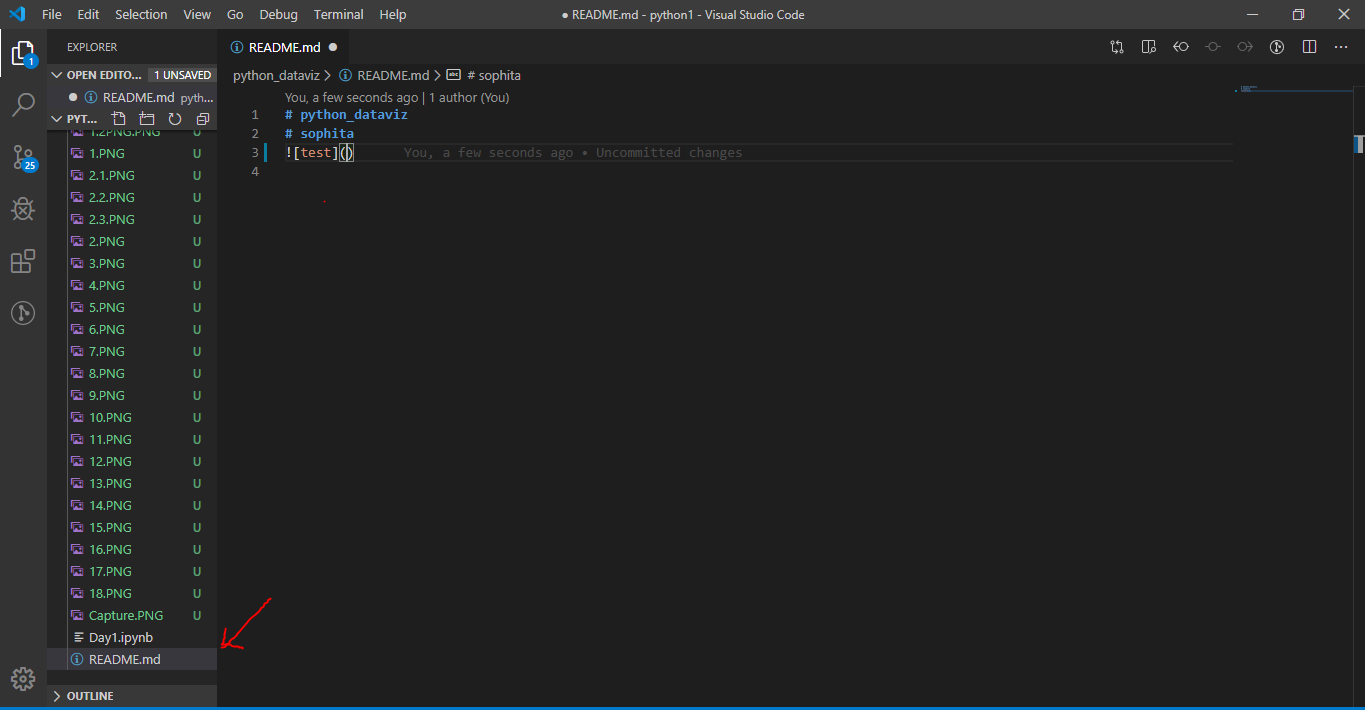 File Edit Selection View Go Debug Terminal Help
● README.md - python1 - Visual Studio Code
EXPLORER
OPEN EDITO... 1 UNSAVED
README.md pyth...
PYT...
1.2PNG.PNG U
1.PNG U
2.1.PNG U
2.2.PNG U
2.3.PNG U
2.PNG U
3.PNG U
4.PNG U
5.PNG U
6.PNG U
7.PNG U
8.PNG U
9.PNG U
10.PNG U
11.PNG U
12.PNG U
13.PNG U
14.PNG U
15.PNG U
16.PNG U
17.PNG U
18.PNG U
Capture.PNG U
Day1.ipynb
README.md
OUTLINE
1
25
README.md ●
python_dataviz > README.md > abc # sophita
You, a few seconds ago | 1 author (You)
1 # python_dataviz
2 # sophita
3 ![test]() You, a few seconds ago • Uncommitted changes
4